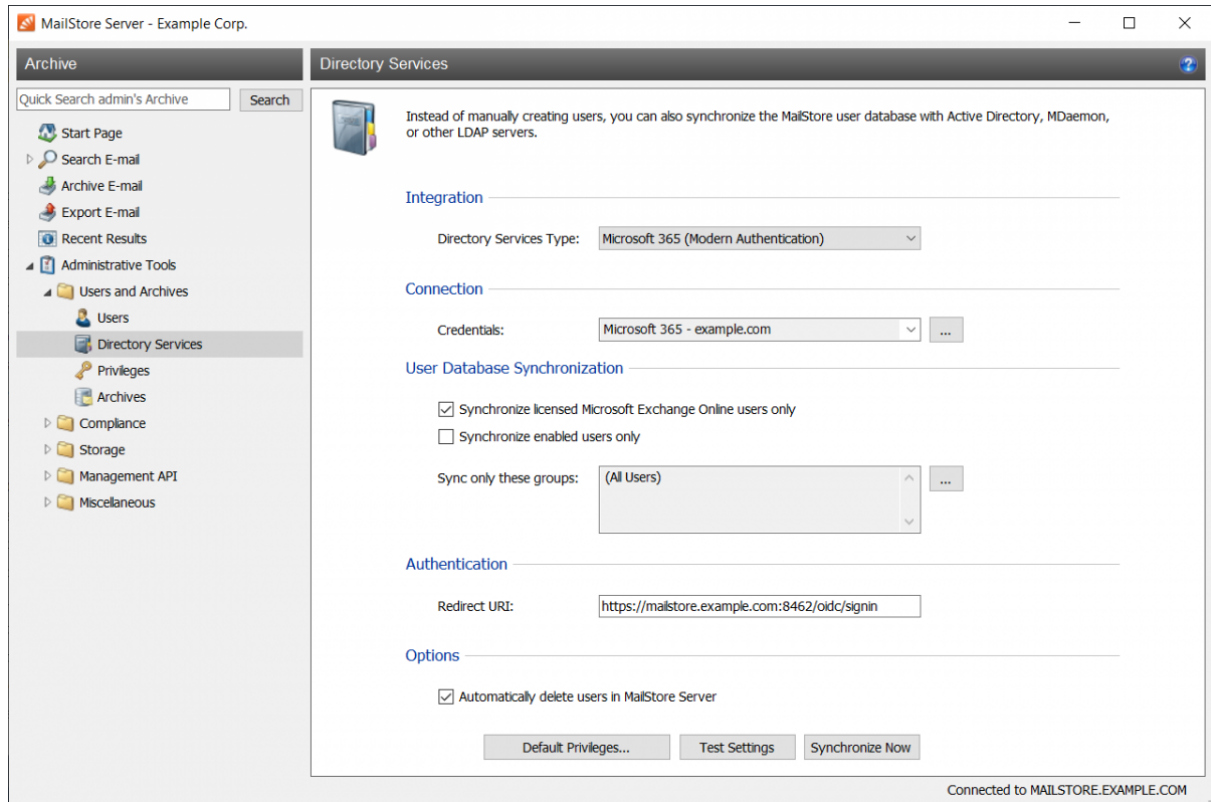 MailStore Server - Example Corp.
Archive
Quick Search admin's Archive
Search
Start Page
Search E-mail
Archive E-mail
Export E-mail
Recent Results
Administrative Tools
Users and Archives
Users
Directory Services
Privileges
Archives
Compliance
Storage
Management API
Miscellaneous
Directory Services
Instead of manually creating users, you can also synchronize the MailStore user database with Active Directory, MDaemon,
or other LDAP servers.
Integration
Directory Services Type: Microsoft 365 (Modern Authentication)
Connection
Credentials: Microsoft 365 - example.com ...
User Database Synchronization
Synchronize licensed Microsoft Exchange Online users only
Synchronize enabled users only
Sync only these groups: (All Users) ...
Authentication
Redirect URI: https://mailstore.example.com:8462/oidc/signin
Options
Automatically delete users in MailStore Server
Default Privileges... Test Settings Synchronize Now
Connected to MAILSTORE.EXAMPLE.COM